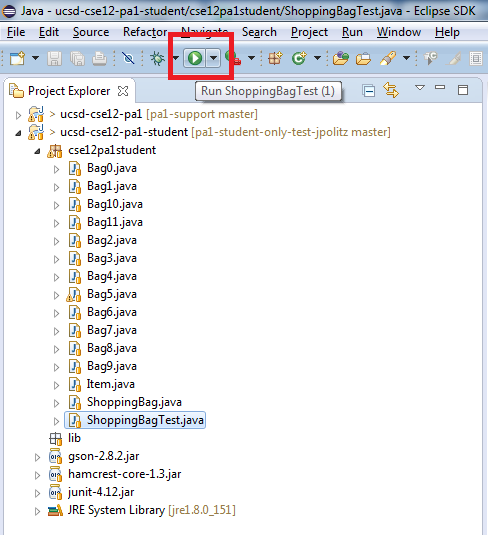 Java - ucsd-cse12-pa1-student/cse12pa1student/ShoppingBagTest.java - Eclipse SDK
File Edit Source Refactor Navigate Search Project Run Window Help
Project Explorer
Run ShoppingBagTest (1)
> ucsd-cse12-pa1 [pa1-support master]
> ucsd-cse12-pa1-student [pa1-student-only-test-jpolitz master]
cse12pa1student
Bag0.java
Bag1.java
Bag10.java
Bag11.java
Bag2.java
Bag3.java
Bag4.java
Bag5.java
Bag6.java
Bag7.java
Bag8.java
Bag9.java
Item.java
ShoppingBag.java
ShoppingBagTest.java
lib
gson-2.8.2.jar
hamcrest-core-1.3.jar
junit-4.12.jar
JRE System Library [jre1.8.0_151]